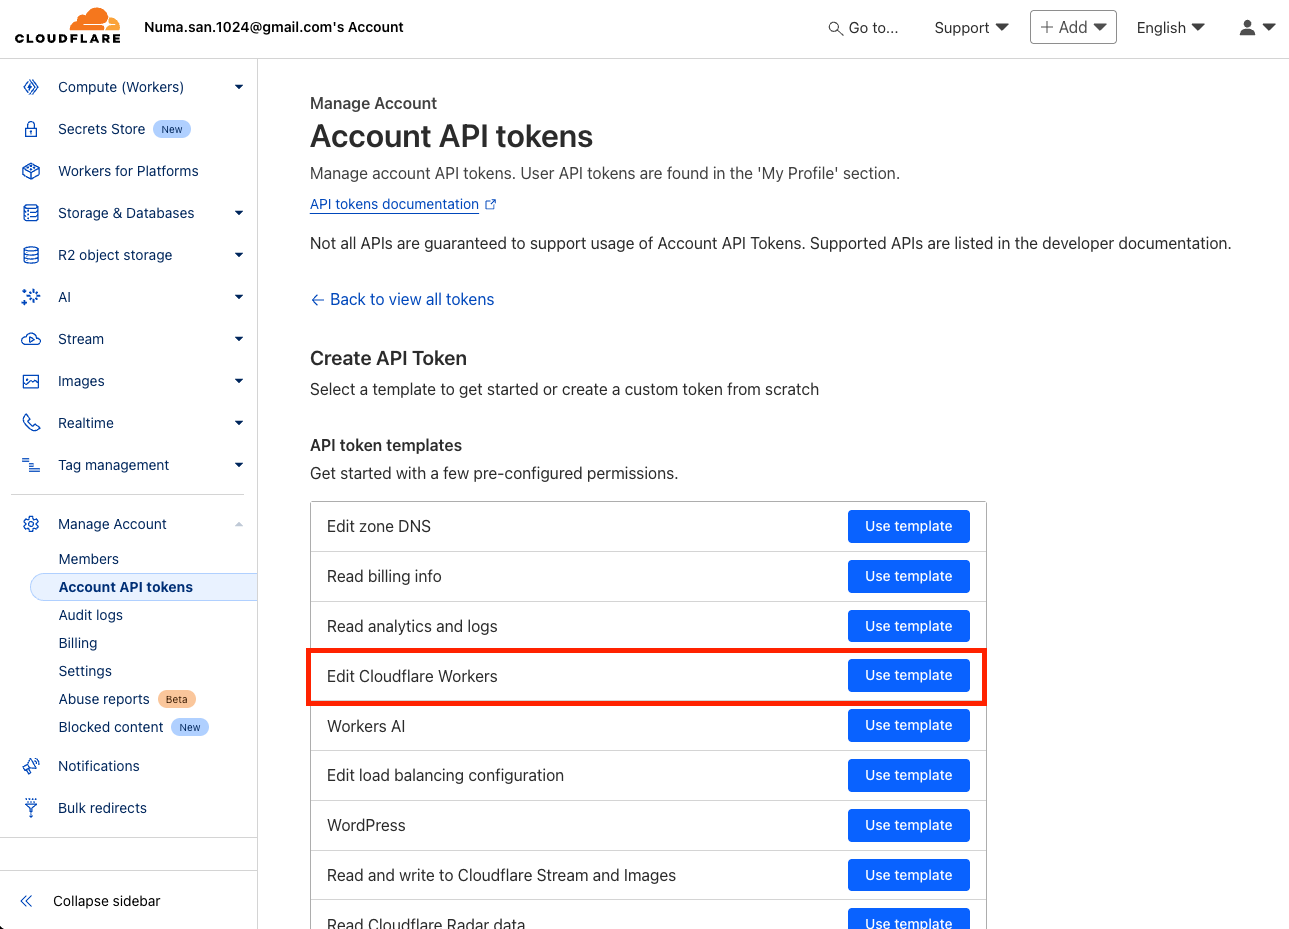 CLOUDFLARE
Numa.san.1024@gmail.com's Account
Go to...
Support
+ Add
English
Compute (Workers)
Secrets Store New
Workers for Platforms
Storage & Databases
R2 object storage
AI
Stream
Images
Realtime
Tag management
Manage Account
Members
Account API tokens
Audit logs
Billing
Settings
Abuse reports Beta
Blocked content New
Notifications
Bulk redirects
Collapse sidebar
Manage Account
Account API tokens
Manage account API tokens. User API tokens are found in the 'My Profile' section.
API tokens documentation
Not all APIs are guaranteed to support usage of Account API Tokens. Supported APIs are listed in the developer documentation.
← Back to view all tokens
Create API Token
Select a template to get started or create a custom token from scratch
API token templates
Get started with a few pre-configured permissions.
Edit zone DNS Use template
Read billing info Use template
Read analytics and logs Use template
Edit Cloudflare Workers Use template
Workers AI Use template
Edit load balancing configuration Use template
WordPress Use template
Read and write to Cloudflare Stream and Images Use template
Read Cloudflare Radar data Use template